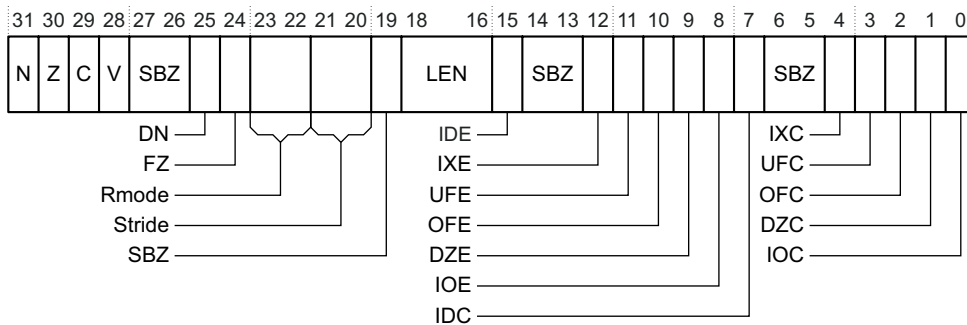 31 30 29 28 27 26 25 24 23 22 21 20 19 18 16 15 14 13 12 11 10 9 8 7 6 5 4 3 2 1 0
N Z C V SBZ LEN SBZ SBZ
DN IDE IXC
FZ IXE UFC
Rmode UFE OFC
Stride OFE DZC
SBZ DZE IOC
IOE
IDC